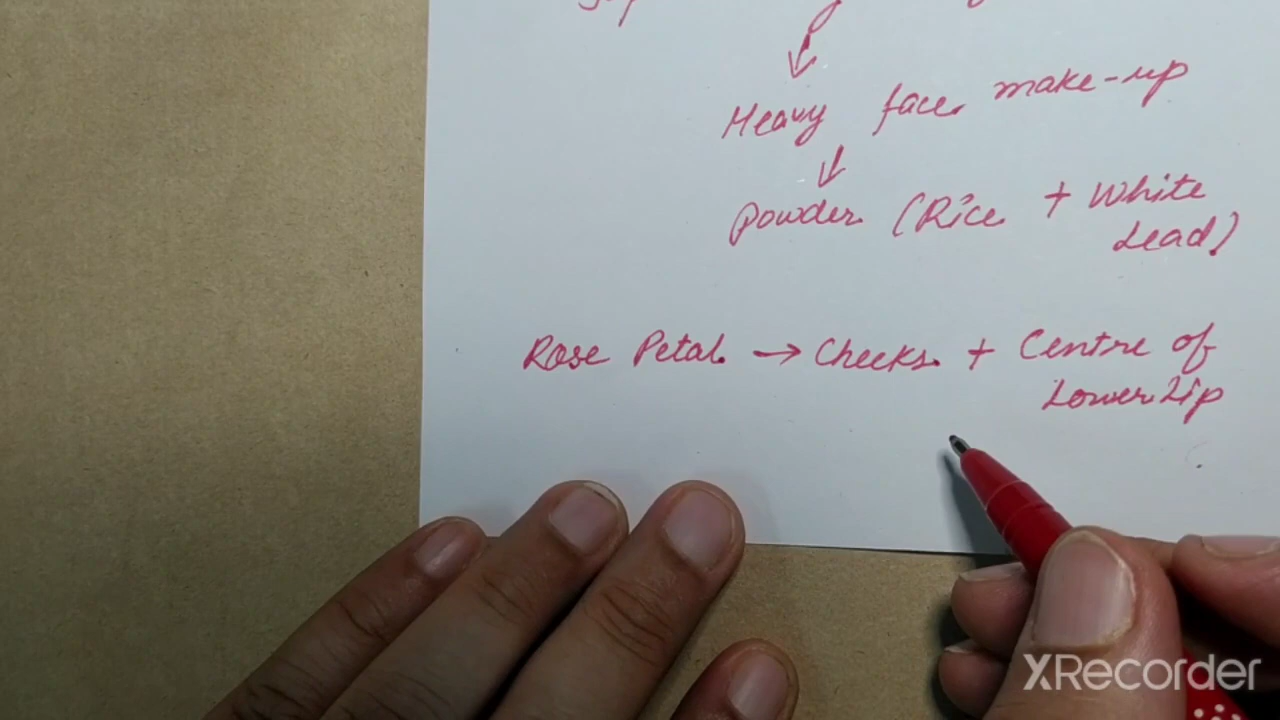 Heavy face make-up
Powder (Rice + White
Lead)
Rose Petal → Cheeks + Centre of
Lower Lip
XRecorder